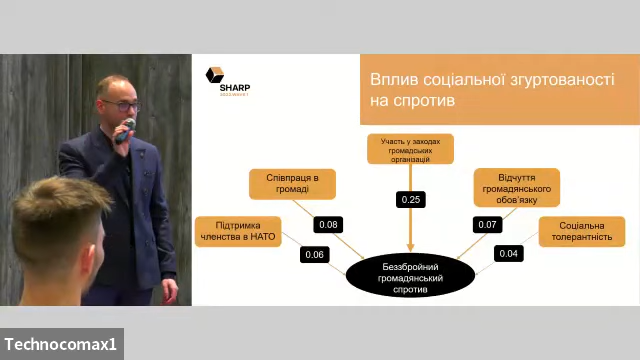 SHARP
Вплив соціальної згуртованості
на спротив
Участь у заходах
громадських
організацій
Співпраця в
громаді
Відчуття
громадянського
обов'язку
Підтримка
членства в НАТО
Соціальна
толерантність
0.25
0.08
0.07
0.06
0.04
Беззбройний
громадянський
спротив
Technocomax1